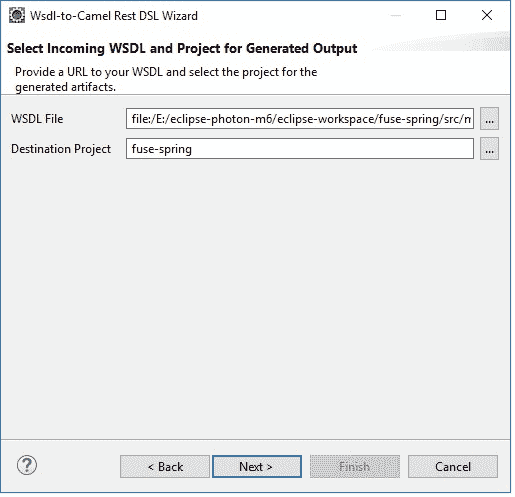 Wsdl-to-Camel Rest DSL Wizard
Select Incoming WSDL and Project for Generated Output
Provide a URL to your WSDL and select the project for the
generated artifacts.
WSDL File file:/E:/eclipse-photon-m6/eclipse-workspace/fuse-spring/src/m ...
Destination Project fuse-spring ...
? < Back Next > Finish Cancel